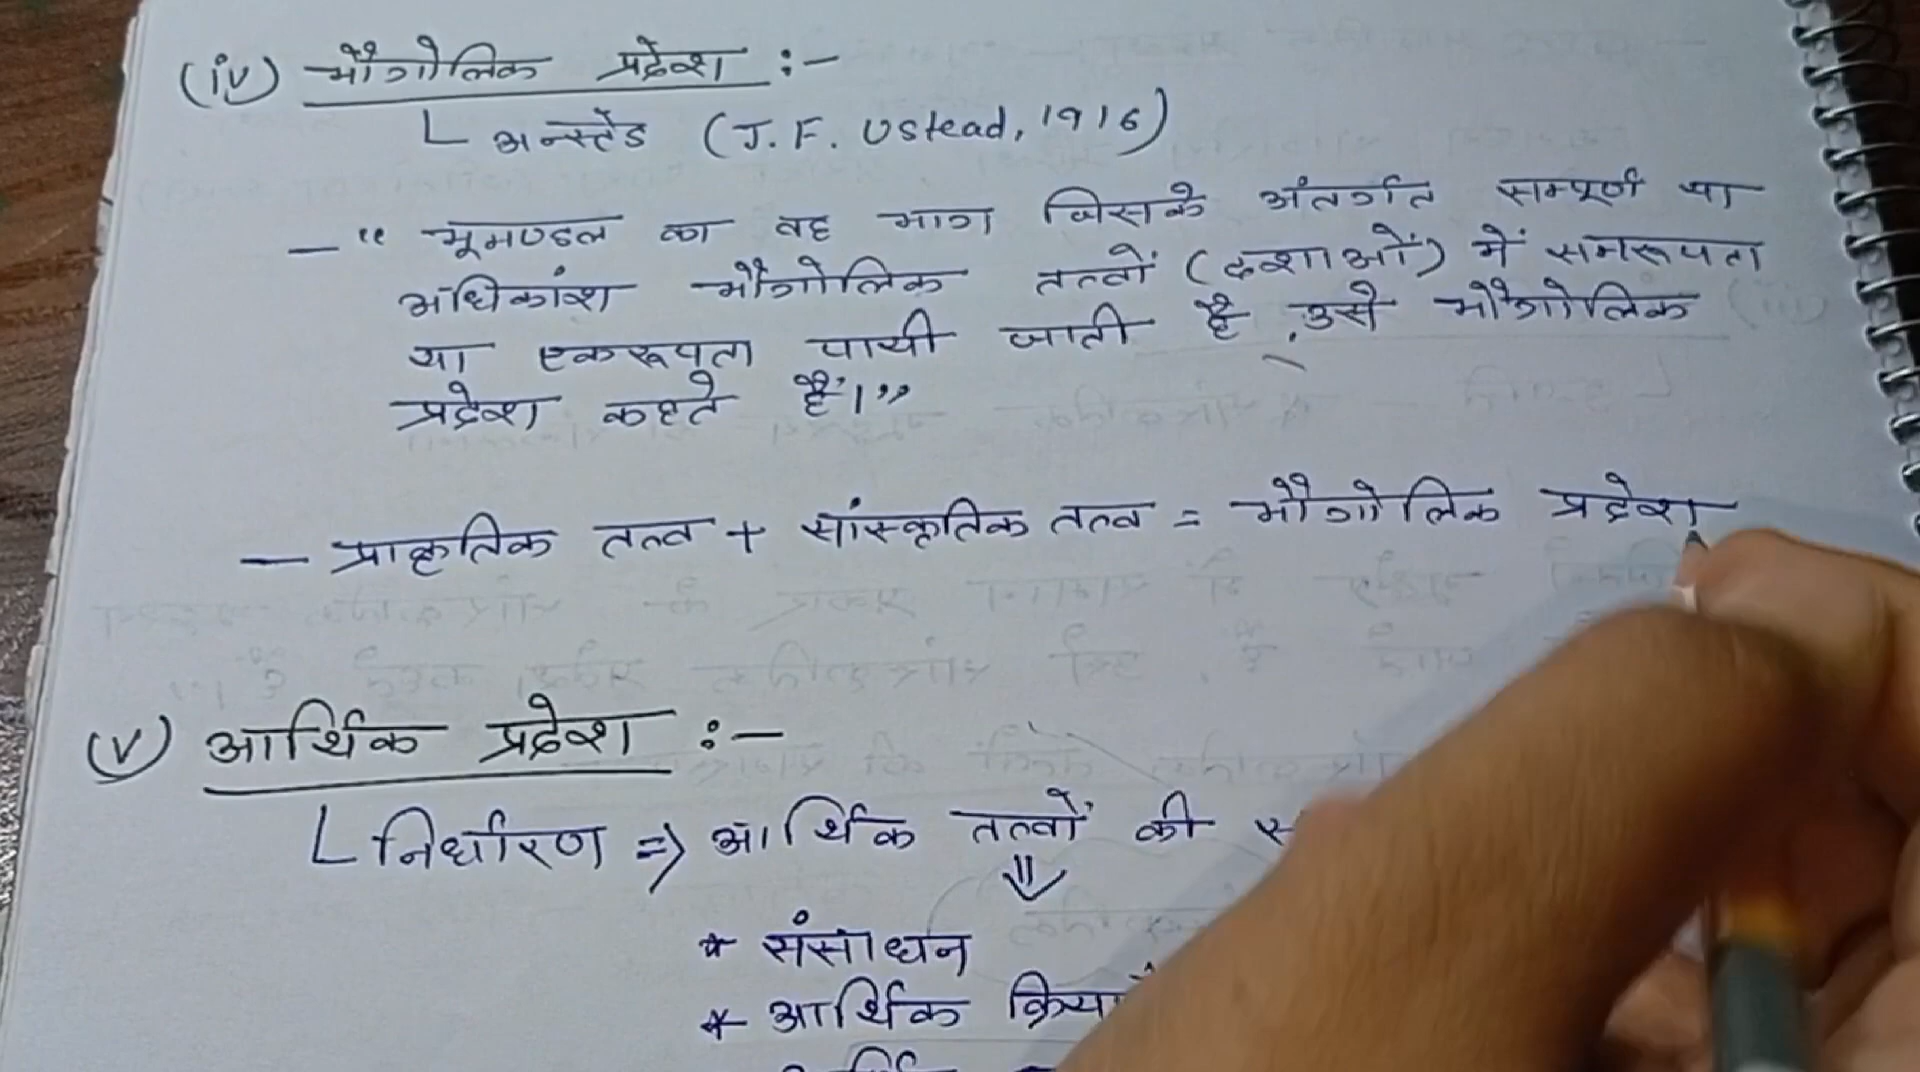 (iv) भौगोलिक प्रदेश :-
└ अन्स्टेड (J. F. Ustead, 1916)
- " भूमण्डल का वह भाग जिसके अंतर्गत सम्पूर्ण या
अधिकांश भौगोलिक तत्वों (दशाओं) में समरूपता
या एकरूपता पायी जाती है, उसे भौगोलिक
प्रदेश कहते हैं।"
- प्राकृतिक तत्व + सांस्कृतिक तत्व = भौगोलिक प्रदेश
(v) आर्थिक प्रदेश :-
└ निर्धारण => आर्थिक तत्वों की
* संसाधन
* आर्थिक